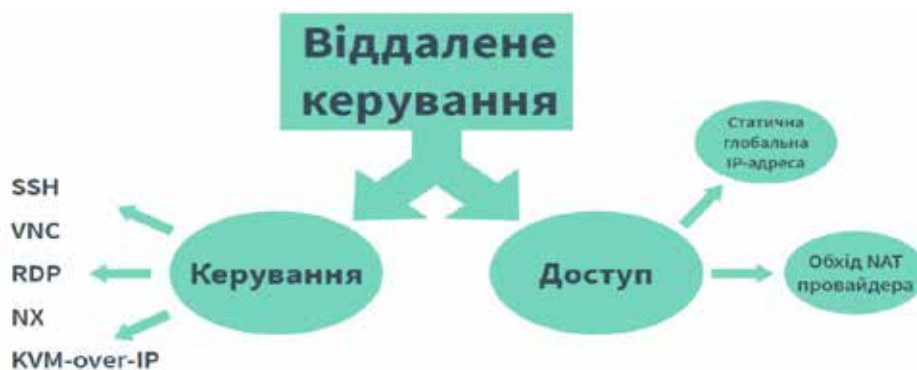 Віддалене
керування
Статична
глобальна
IP-адреса
SSH
VNC
RDP
NX
KVM-over-IP
Керування
Доступ
Обхід NAT
провайдера